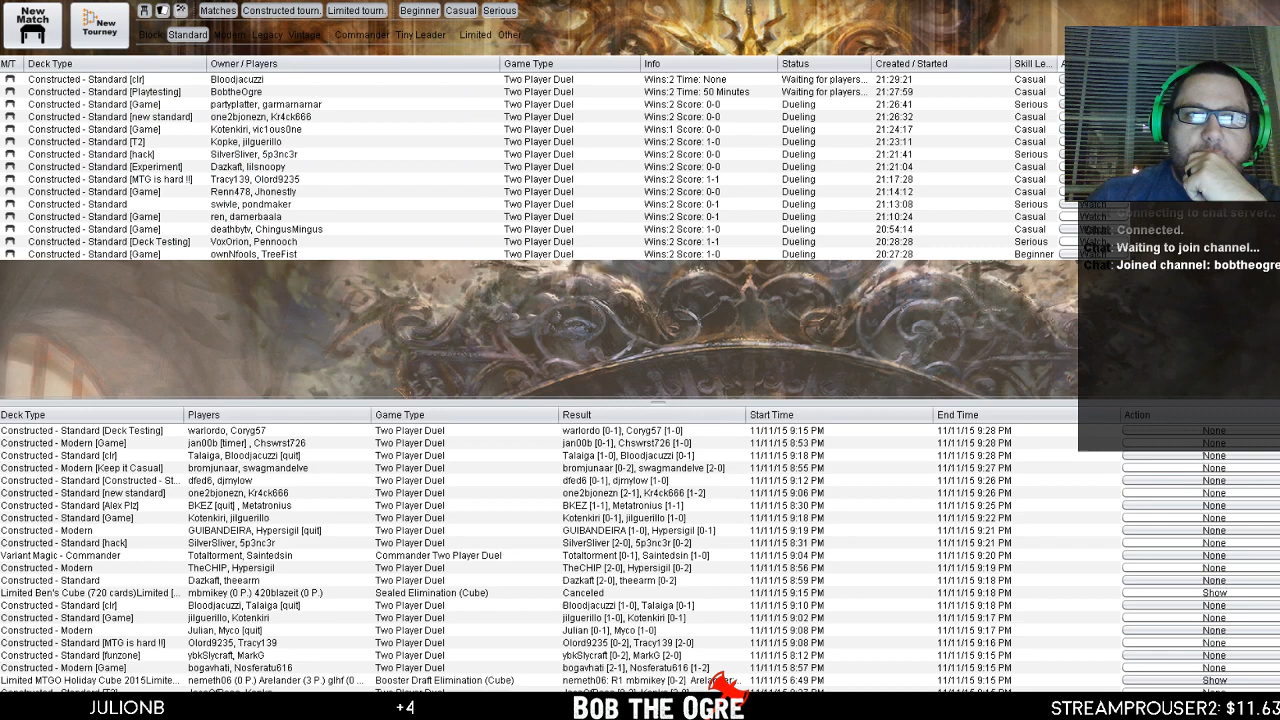 New Match
New Tourney
Matches Constructed tourn. Limited tourn. Beginner Casual Serious
Block Standard Modern Legacy Vintage Commander Tiny Leader Limited Other
M/T Deck Type Owner / Players Game Type Info Status Created / Started Skill Le...
Constructed - Standard [clr] Bloodjacuzzi Two Player Duel Wins:2 Time: None Waiting for players... 21:29:21 Casual
Constructed - Standard [Playtesting] BobtheOgre Two Player Duel Wins:2 Time: 50 Minutes Waiting for players... 21:27:59 Casual
Constructed - Standard [Game] partyplatter, garmarnarnar Two Player Duel Wins:2 Score: 0-0 Dueling 21:26:41 Serious
Constructed - Standard [new standard] one2bjonezn, Kr4ck666 Two Player Duel Wins:2 Score: 0-0 Dueling 21:26:32 Serious
Constructed - Standard [Game] Kotenkiri, vic1ous0ne Two Player Duel Wins:2 Score: 0-0 Dueling 21:24:17 Casual
Constructed - Standard [T2] Kopke, jilguerillo Two Player Duel Wins:2 Score: 1-0 Dueling 21:23:11 Casual
Constructed - Standard [hack] SilverSliver, 5p3nc3r Two Player Duel Wins:2 Score: 0-0 Dueling 21:21:41 Serious
Constructed - Standard [Experiment] Dazkaft, lilsnoopy Two Player Duel Wins:2 Score: 0-0 Dueling 21:21:04 Casual
Constructed - Standard [MTG is hard !!] Tracy139, Olord9235 Two Player Duel Wins:2 Score: 1-1 Dueling 21:17:28 Casual
Constructed - Standard [Game] Renn478, Jhonestly Two Player Duel Wins:2 Score: 0-0 Dueling 21:14:12 Casual
Constructed - Standard swivle, pondmaker Two Player Duel Wins:2 Score: 0-1 Dueling 21:13:08 Serious Watch
Constructed - Standard [Game] ren, damerbaala Two Player Duel Wins:2 Score: 0-1 Dueling 21:10:24 Casual Watch
Constructed - Standard [Game] deathbytv, ChingusMingus Two Player Duel Wins:2 Score: 1-0 Dueling 20:54:14 Casual
Constructed - Standard [Deck Testing] VoxOrion, Pennooch Two Player Duel Wins:2 Score: 1-1 Dueling 20:28:28 Serious
Constructed - Standard [Game] ownNfools, TreeFist Two Player Duel Wins:2 Score: 1-0 Dueling 20:27:28 Beginner
Connecting to chat server...
Chat: Connected.
Chat: Waiting to join channel...
Chat: Joined channel: bobtheogre
Deck Type Players Game Type Result Start Time End Time Action
Constructed - Standard [Deck Testing] warlordo, Coryg57 Two Player Duel warlordo [0-1], Coryg57 [1-0] 11/11/15 9:15 PM 11/11/15 9:28 PM None
Constructed - Modern [Game] jan00b [timer] , Chswrst726 Two Player Duel jan00b [0-1], Chswrst726 [1-0] 11/11/15 8:53 PM 11/11/15 9:28 PM None
Constructed - Standard [clr] Talaiga, Bloodjacuzzi [quit] Two Player Duel Talaiga [1-0], Bloodjacuzzi [0-1] 11/11/15 9:18 PM 11/11/15 9:28 PM None
Constructed - Modern [Keep it Casual] bromjunaar, swagmandelve Two Player Duel bromjunaar [0-2], swagmandelve [2-0] 11/11/15 8:55 PM 11/11/15 9:27 PM None
Constructed - Standard [Constructed - St... dfed6, djmylow Two Player Duel dfed6 [0-1], djmylow [1-0] 11/11/15 9:12 PM 11/11/15 9:26 PM None
Constructed - Standard [new standard] one2bjonezn, Kr4ck666 Two Player Duel one2bjonezn [2-1], Kr4ck666 [1-2] 11/11/15 9:06 PM 11/11/15 9:26 PM None
Constructed - Standard [Alex Plz] BKEZ [quit] , Metatronius Two Player Duel BKEZ [1-1], Metatronius [1-1] 11/11/15 8:30 PM 11/11/15 9:25 PM None
Constructed - Standard [Game] Kotenkiri, jilguerillo Two Player Duel Kotenkiri [0-1], jilguerillo [1-0] 11/11/15 9:18 PM 11/11/15 9:22 PM None
Constructed - Modern GUIBANDEIRA, Hypersigil [quit] Two Player Duel GUIBANDEIRA [1-0], Hypersigil [0-1] 11/11/15 9:19 PM 11/11/15 9:21 PM None
Constructed - Standard [hack] SilverSliver, 5p3nc3r Two Player Duel SilverSliver [2-0], 5p3nc3r [0-2] 11/11/15 8:31 PM 11/11/15 9:21 PM None
Variant Magic - Commander Totaltorment, Saintedsin Commander Two Player Duel Totaltorment [0-1], Saintedsin [1-0] 11/11/15 9:04 PM 11/11/15 9:20 PM None
Constructed - Modern TheCHIP, Hypersigil Two Player Duel TheCHIP [2-0], Hypersigil [0-2] 11/11/15 8:56 PM 11/11/15 9:19 PM None
Constructed - Standard Dazkaft, theearm Two Player Duel Dazkaft [2-0], theearm [0-2] 11/11/15 8:59 PM 11/11/15 9:18 PM None
Limited Ben's Cube (720 cards)Limited [... mbmikey (0 P.) 420blazeit (0 P.) Sealed Elimination (Cube) Canceled 11/11/15 9:15 PM 11/11/15 9:18 PM Show
Constructed - Standard [clr] Bloodjacuzzi, Talaiga [quit] Two Player Duel Bloodjacuzzi [1-0], Talaiga [0-1] 11/11/15 9:10 PM 11/11/15 9:18 PM None
Constructed - Standard [Game] jilguerillo, Kotenkiri Two Player Duel jilguerillo [1-0], Kotenkiri [0-1] 11/11/15 9:02 PM 11/11/15 9:17 PM None
Constructed - Modern Julian, Myco [quit] Two Player Duel Julian [0-1], Myco [1-0] 11/11/15 9:16 PM 11/11/15 9:17 PM None
Constructed - Standard [MTG is hard !!] Olord9235, Tracy139 Two Player Duel Olord9235 [0-2], Tracy139 [2-0] 11/11/15 9:08 PM 11/11/15 9:16 PM None
Constructed - Standard [funzone] ybkSlycraft, MarkG Two Player Duel ybkSlycraft [0-2], MarkG [2-0] 11/11/15 8:12 PM 11/11/15 9:16 PM None
Constructed - Modern [Game] bogavhati, Nosferatu616 Two Player Duel bogavhati [2-1], Nosferatu616 [1-2] 11/11/15 8:57 PM 11/11/15 9:16 PM None
Limited MTGO Holiday Cube 2015Limite... nemeth06 (0 P.) Arelander (3 P.) glhf (0 ... Booster Draft Elimination (Cube) nemeth06: R1 mbmikey [0-2] 11/11/15 6:49 PM 11/11/15 9:15 PM Show
JULIONB +4 BOB THE OGRE STREAMPROUSER2: $11.63